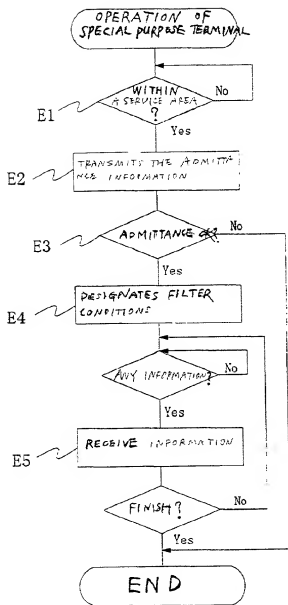 OPERATION OF
SPECIAL PURPOSE TERMINAL
WITHIN
A SERVICE AREA
?
No
E1
Yes
TRANSMITS THE ADMITTA
NCE INFORMATION
E2
ADMITTANCE OK?
No
E3
Yes
DESIGNATES FILTER
CONDITIONS
E4
ANY INFORMATION?
No
Yes
RECEIVE INFORMATION
E5
FINISH?
No
Yes
END